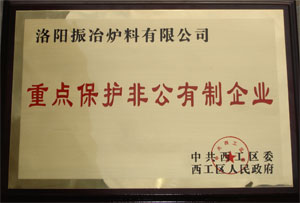 洛阳振冶炉料有限公司
重点保护非公有制企业
中共西工区委
西工区人民政府